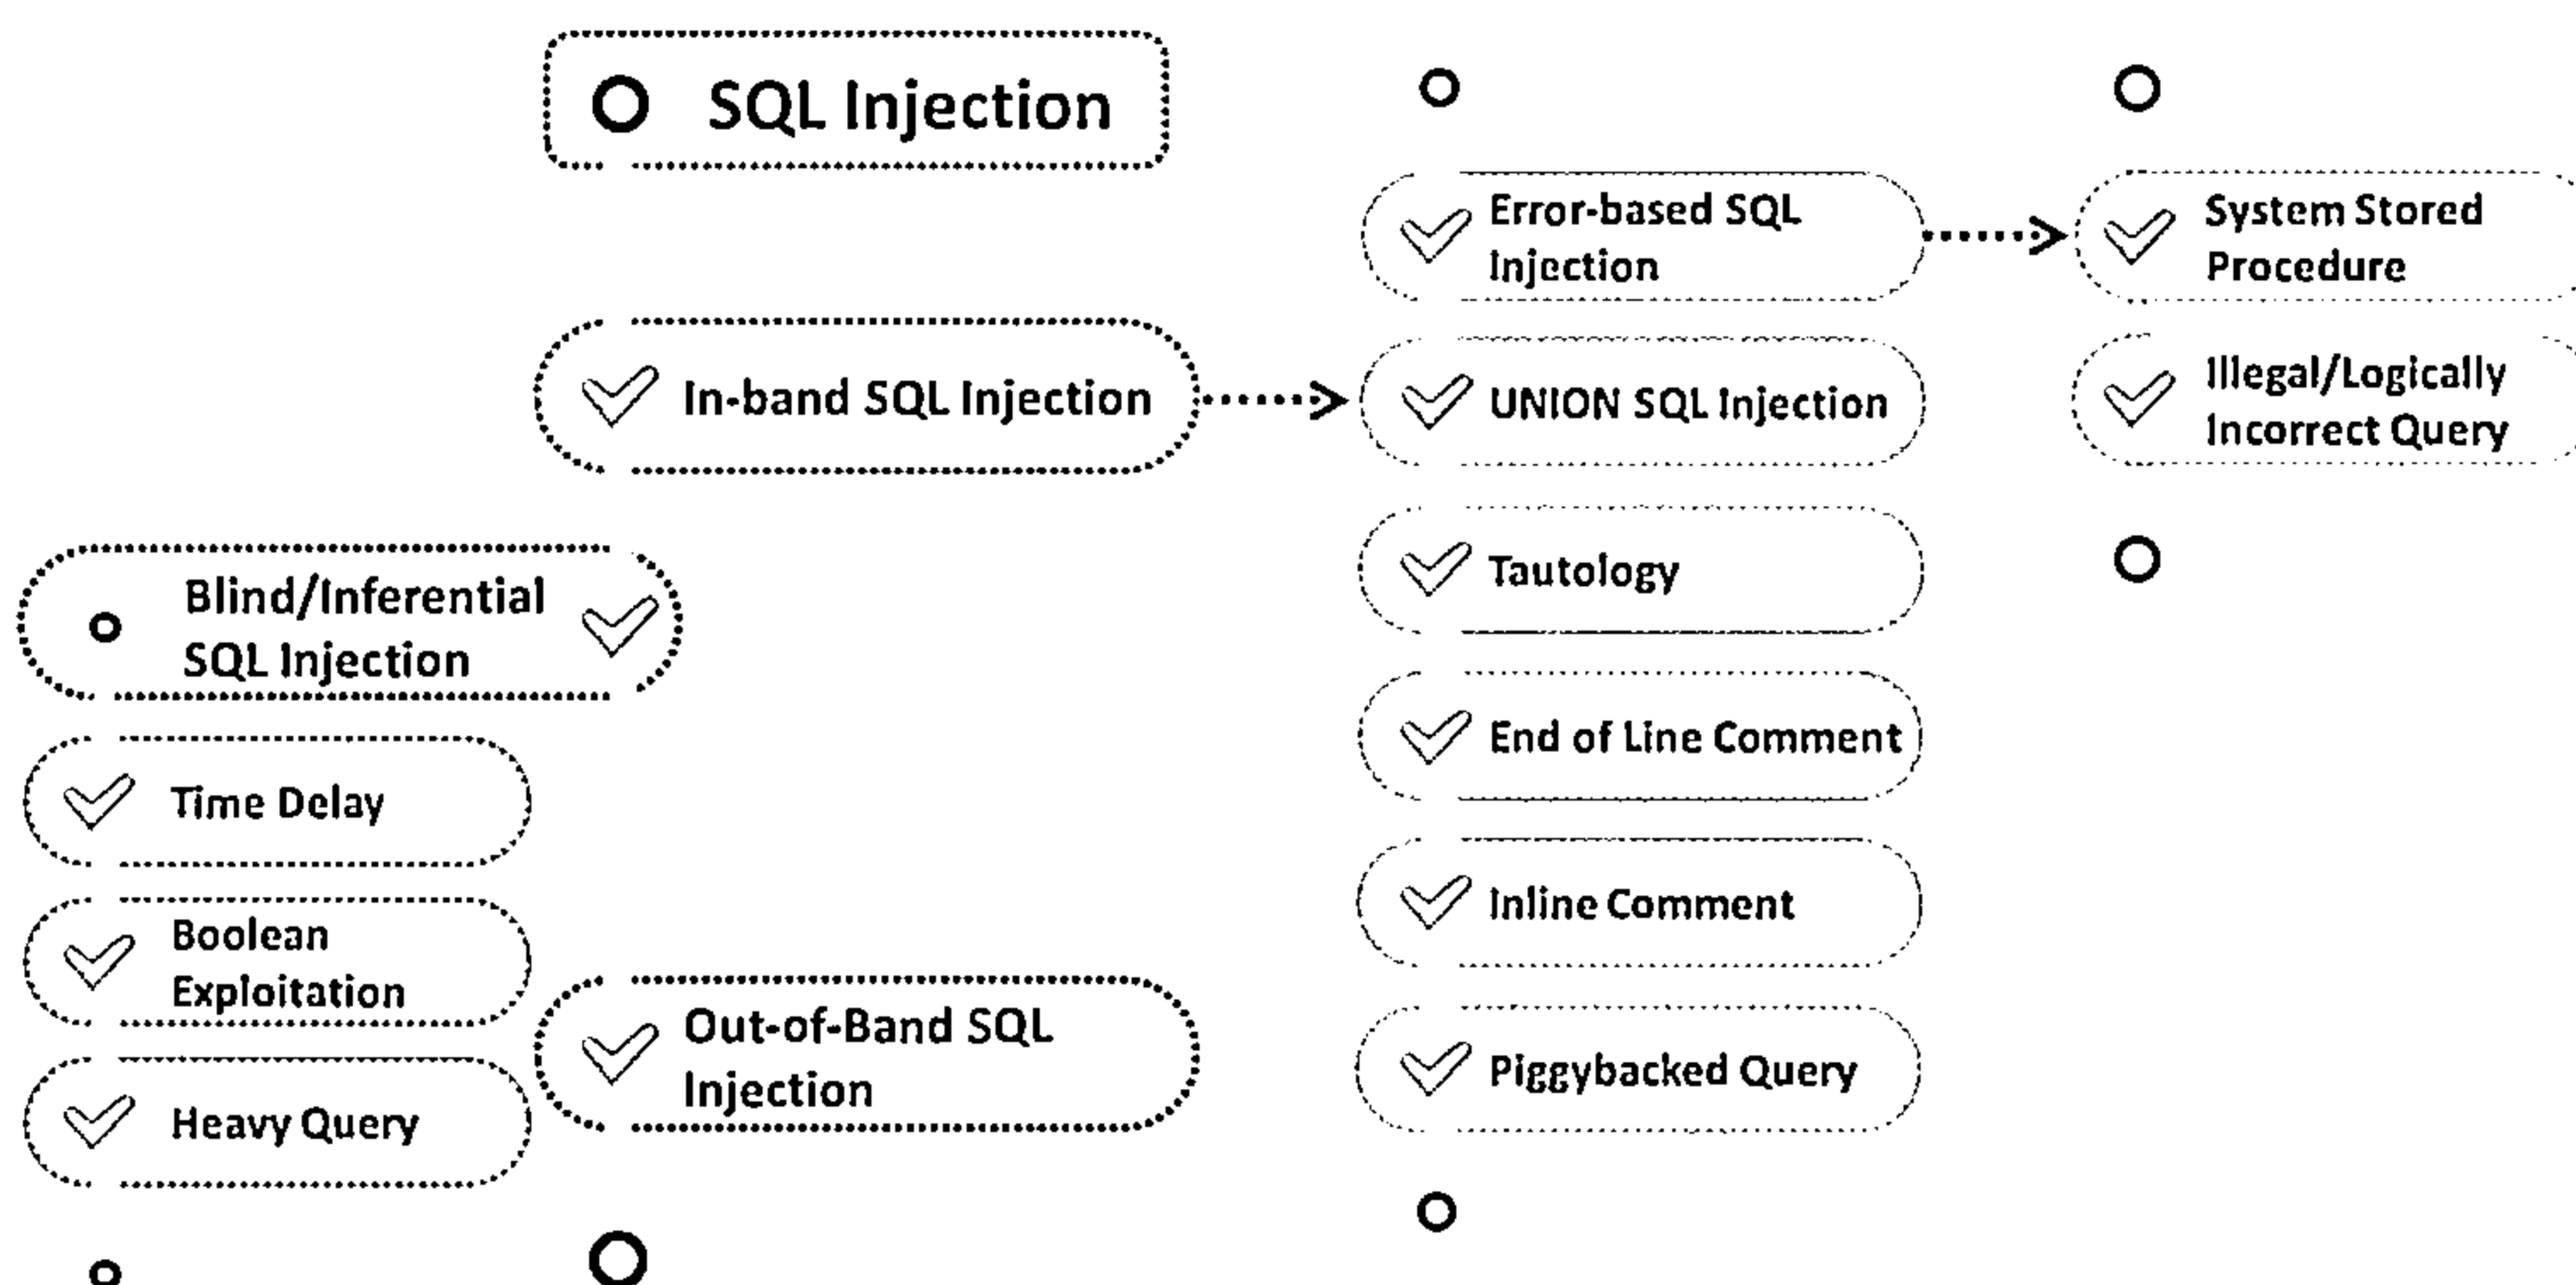 SQL Injection
In-band SQL Injection
Blind/Inferential
SQL Injection
Time Delay
Boolean
Exploitation
Heavy Query
Out-of-Band SQL
Injection
Error-based SQL
Injection
UNION SQL Injection
Tautology
End of Line Comment
Inline Comment
Piggybacked Query
System Stored
Procedure
Illegal/Logically
Incorrect Query